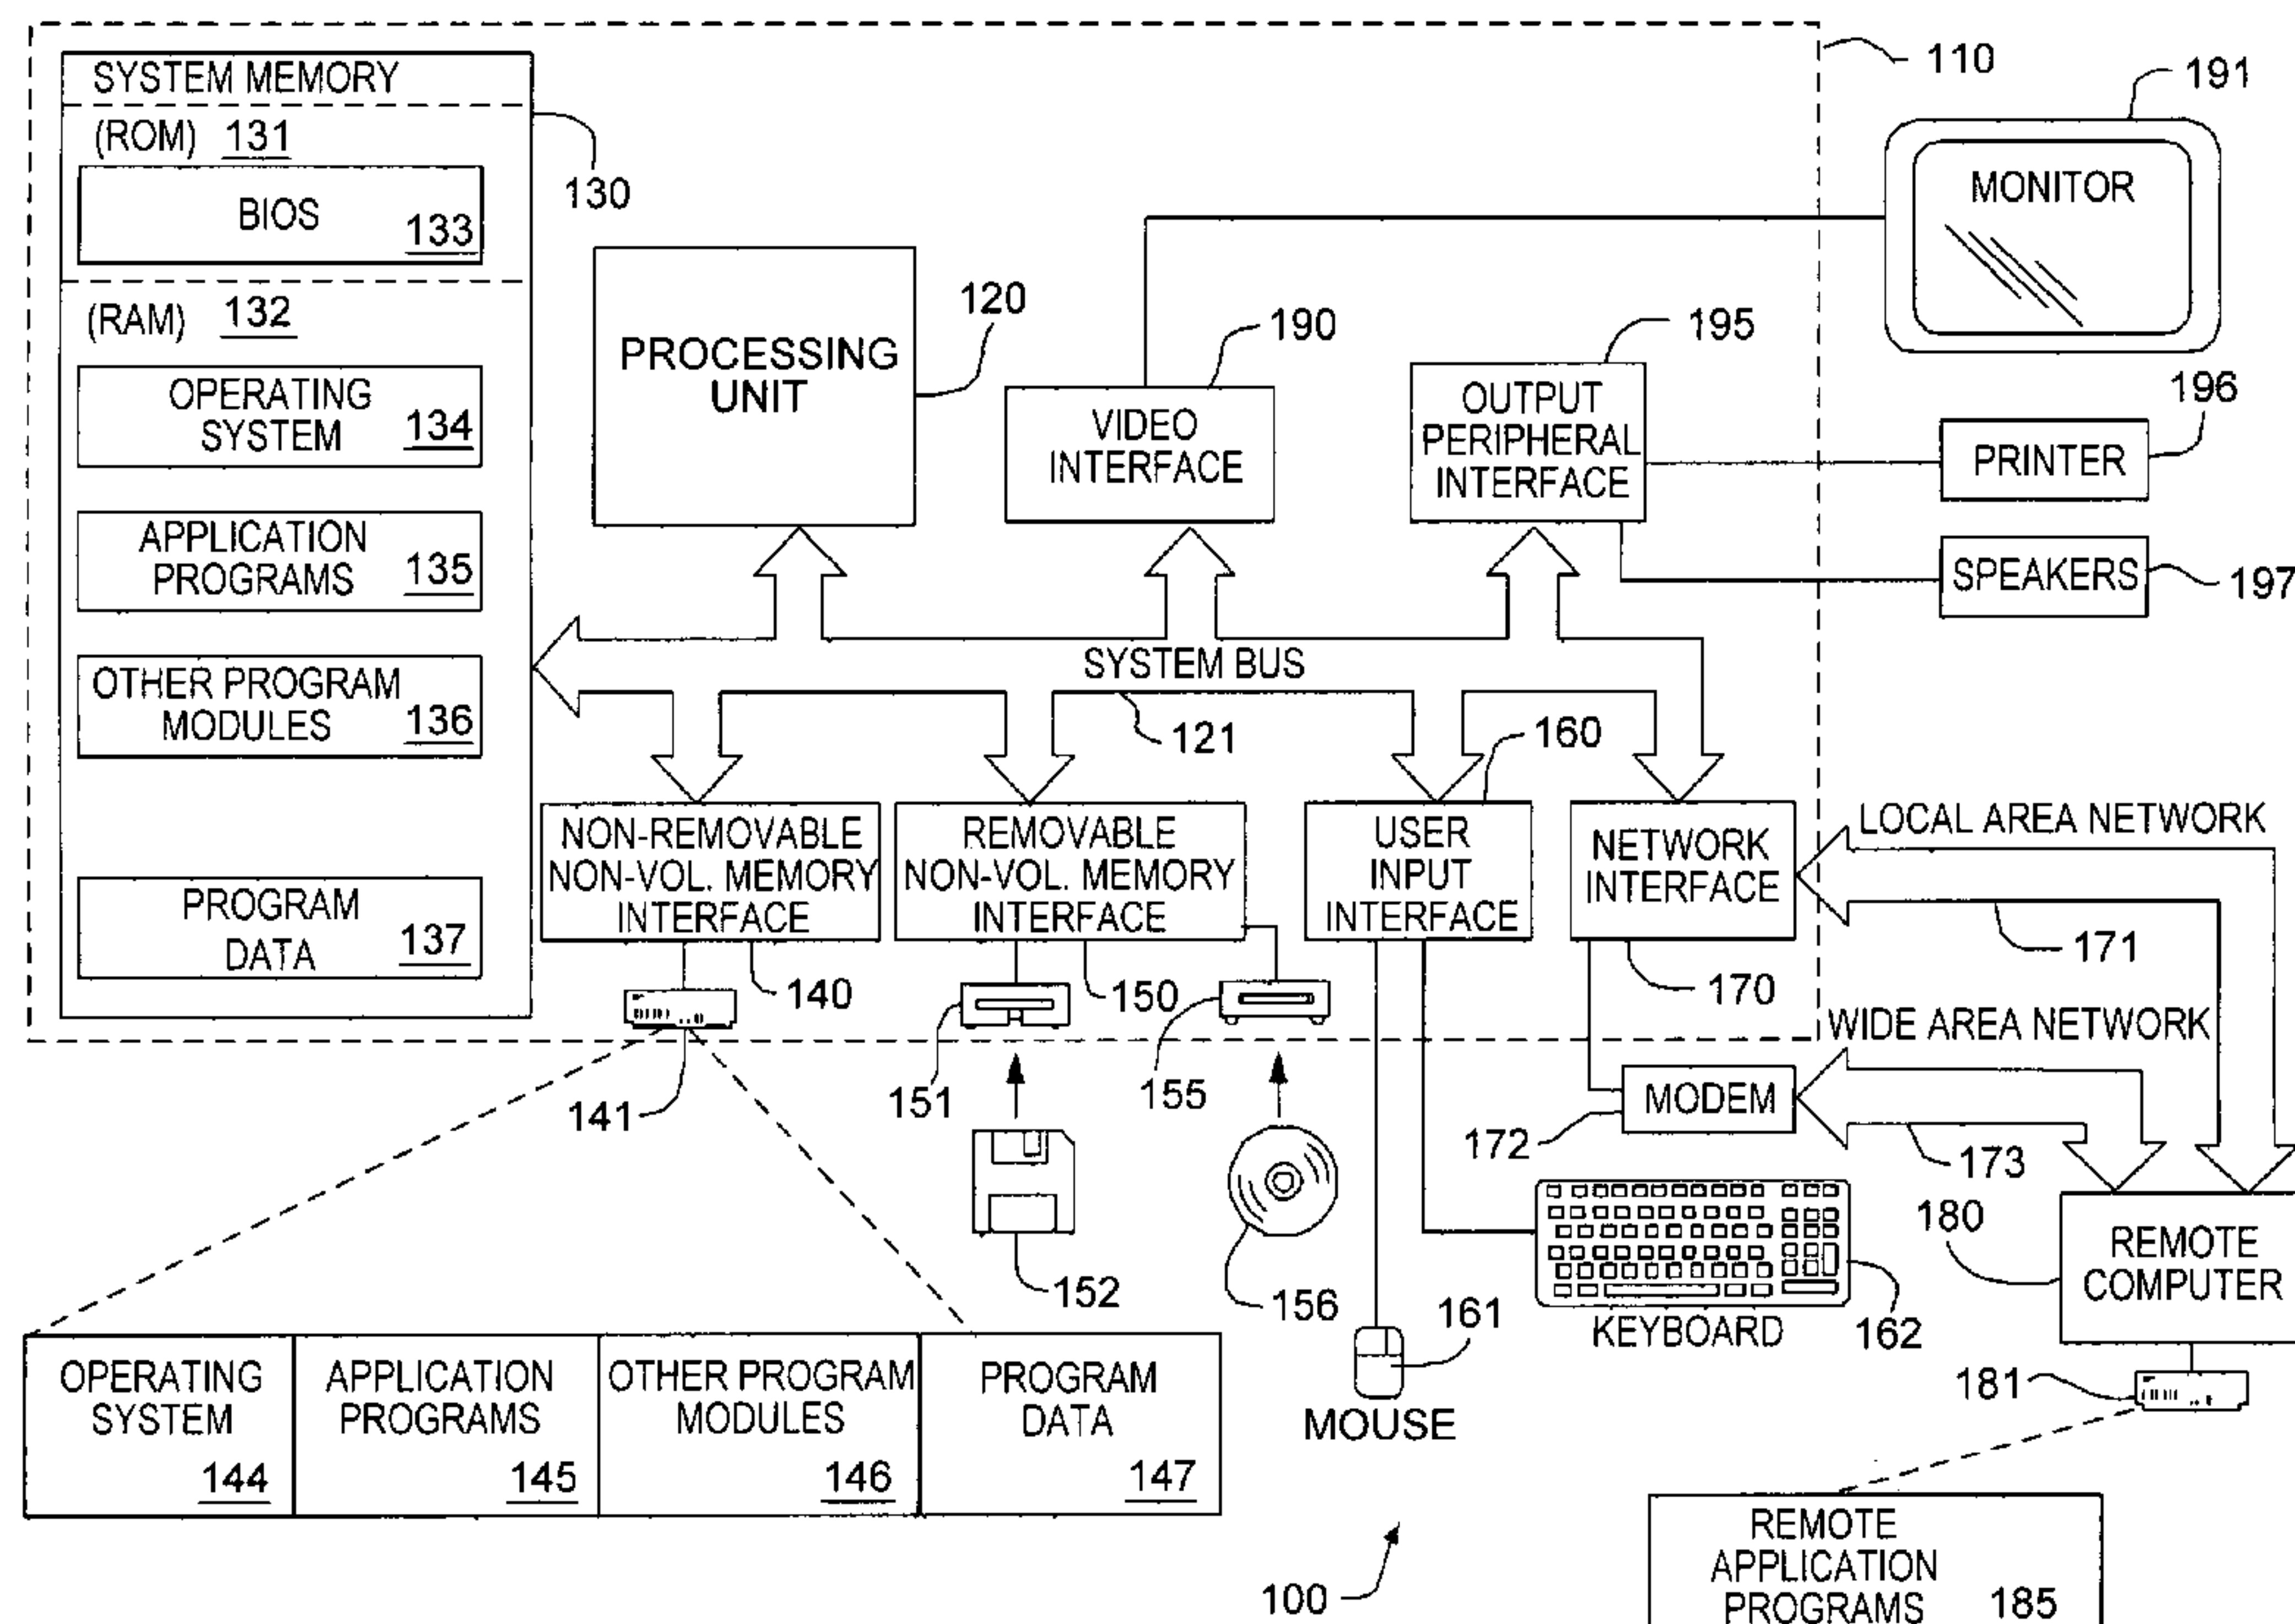 110
191
SYSTEM MEMORY
(ROM) 131
130
BIOS 133
MONITOR
(RAM) 132
120
190
195
196
PROCESSING
UNIT
OPERATING
SYSTEM 134
VIDEO
INTERFACE
OUTPUT
PERIPHERAL
INTERFACE
PRINTER
APPLICATION
PROGRAMS 135
SPEAKERS
197
SYSTEM BUS
OTHER PROGRAM
MODULES 136
121
160
NON-REMOVABLE
NON-VOL. MEMORY
INTERFACE
REMOVABLE
NON-VOL. MEMORY
INTERFACE
USER
INPUT
INTERFACE
NETWORK
INTERFACE
LOCAL AREA NETWORK
PROGRAM
DATA 137
140
150
170
171
WIDE AREA NETWORK
141
151
155
MODEM
172
173
152
156
161
KEYBOARD
162
180
REMOTE
COMPUTER
181
MOUSE
OPERATING
SYSTEM
144
APPLICATION
PROGRAMS
145
OTHER PROGRAM
MODULES
146
PROGRAM
DATA
147
100
REMOTE
APPLICATION
PROGRAMS 185